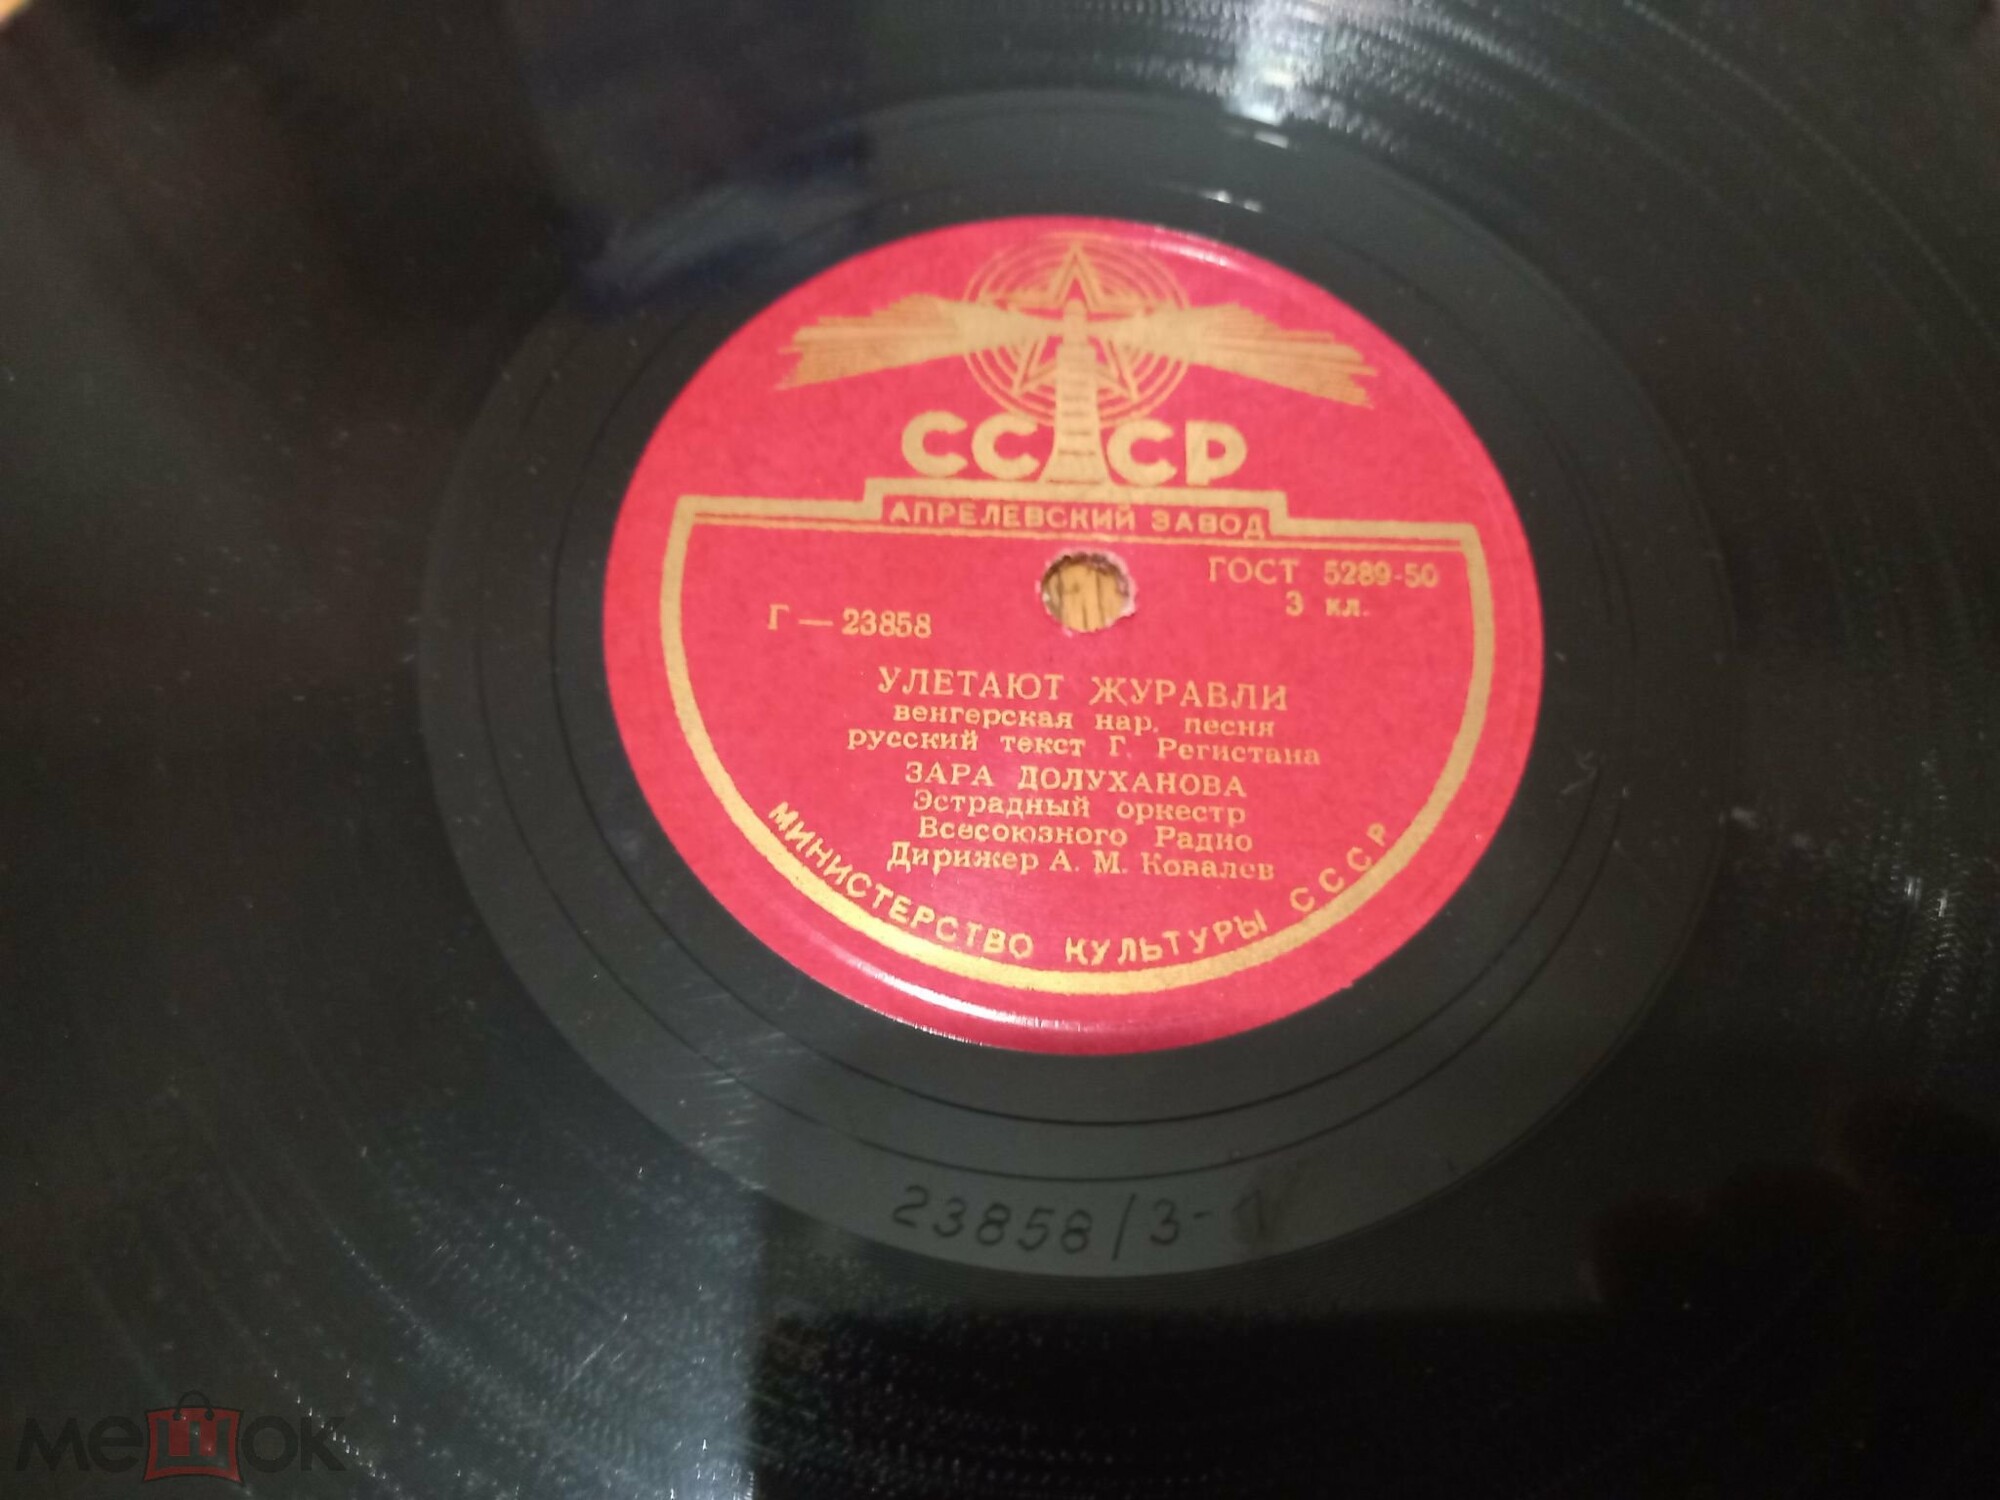 СССР
АПРЕЛЕВСКИЙ ЗАВОД
ГОСТ 5289-50
3 кл.
Г — 23858
УЛЕТАЮТ ЖУРАВЛИ
венгерская нар. песня
русский текст Г. Регистана
ЗАРА ДОЛУХАНОВА
Эстрадный оркестр
Всесоюзного Радио
Дирижер А. М. Ковалев
МИНИСТЕРСТВО КУЛЬТУРЫ СССР
23858/3-1
мешок